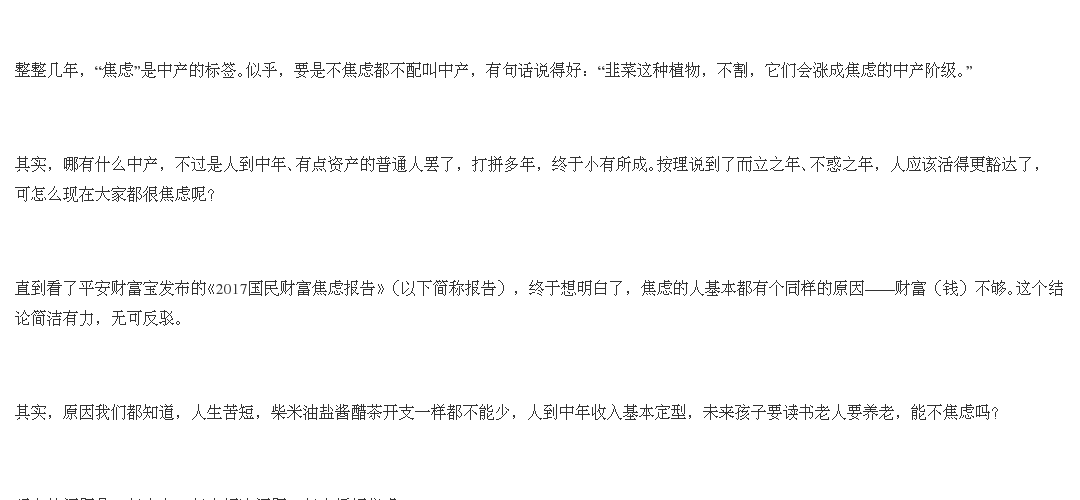 整整几年，“焦虑”是中产的标签。似乎，要是不焦虑都不配叫中产，有句话说得好：“韭菜这种植物，不割，它们会涨成焦虑的中产阶级。”
其实，哪有什么中产，不过是人到中年、有点资产的普通人罢了，打拼多年，终于小有所成。按理说到了而立之年、不惑之年，人应该活得更豁达了，
可怎么现在大家都很焦虑呢？
直到看了平安财富宝发布的《2017国民财富焦虑报告》（以下简称报告），终于想明白了，焦虑的人基本都有个同样的原因——财富（钱）不够。这个结
论简洁有力，无可反驳。
其实，原因我们都知道，人生苦短，柴米油盐酱醋茶开支一样都不能少，人到中年收入基本定型，未来孩子要读书老人要养老，能不焦虑吗？